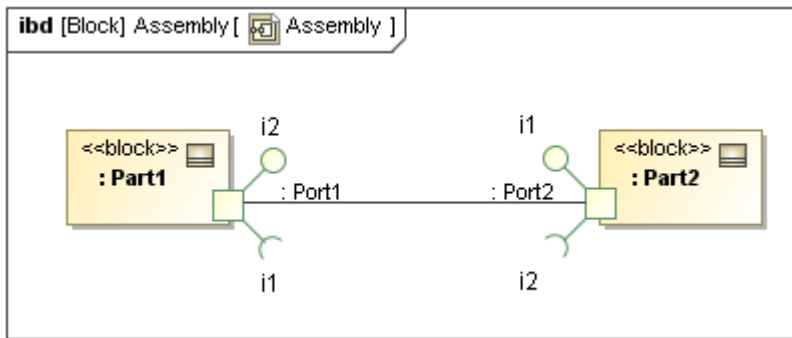 ibd [Block] Assembly [ Assembly ]
i2
i1
<<block>>
: Part1
<<block>>
: Part2
: Port1
: Port2
i1
i2